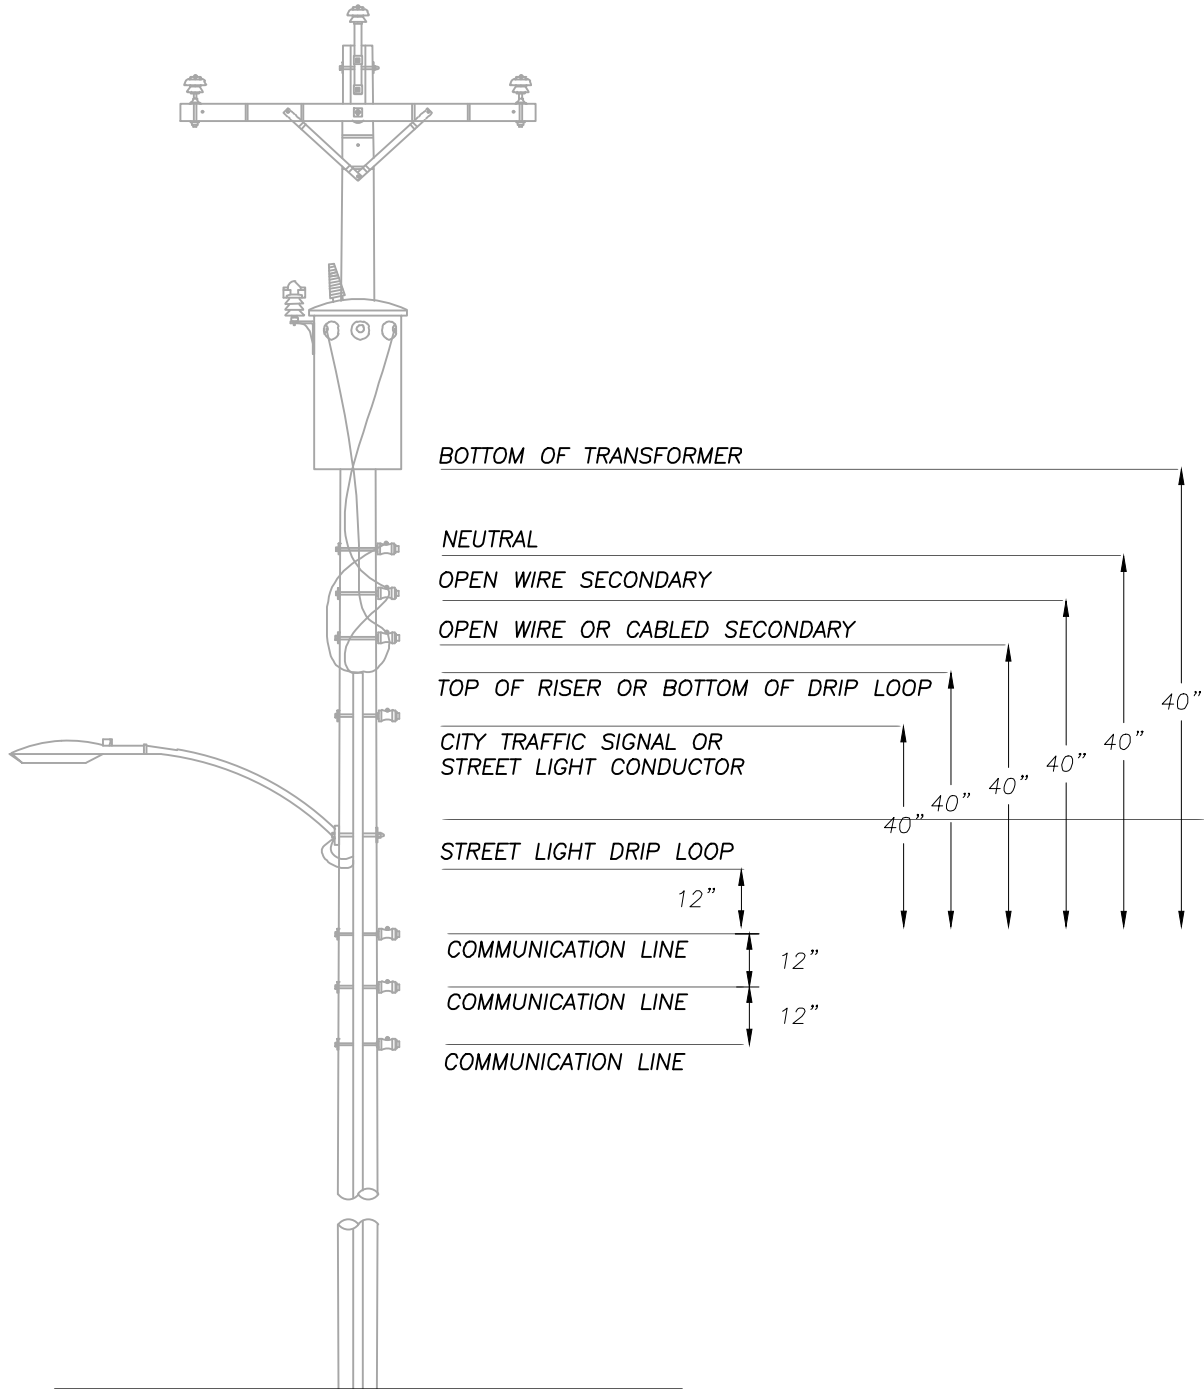 BOTTOM OF TRANSFORMER
NEUTRAL
OPEN WIRE SECONDARY
OPEN WIRE OR CABLED SECONDARY
TOP OF RISER OR BOTTOM OF DRIP LOOP
40”
CITY TRAFFIC SIGNAL OR
40”
STREET LIGHT CONDUCTOR
40”
40”
40”
40”
STREET LIGHT DRIP LOOP
12”
COMMUNICATION LINE
12”
COMMUNICATION LINE
12”
COMMUNICATION LINE